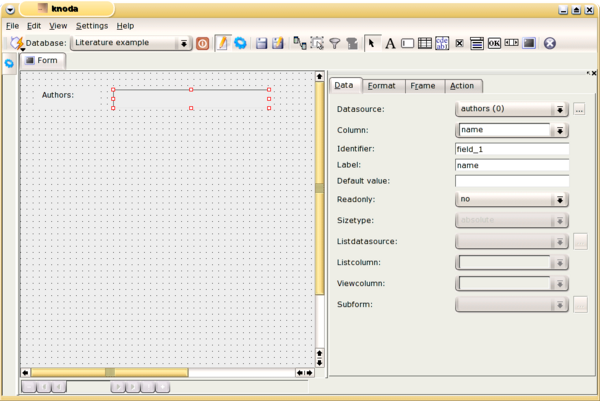 knoda
File Edit View Settings Help
Database: Literature example
A OK
Form
Data Format Frame Action
Authors:
Datasource: authors (0) ...
Column: name
Identifier: field_1
Label: name
Default value:
Readonly: no
Sizetype: absolute
Listdatasource:
Listcolumn:
Viewcolumn:
Subform: